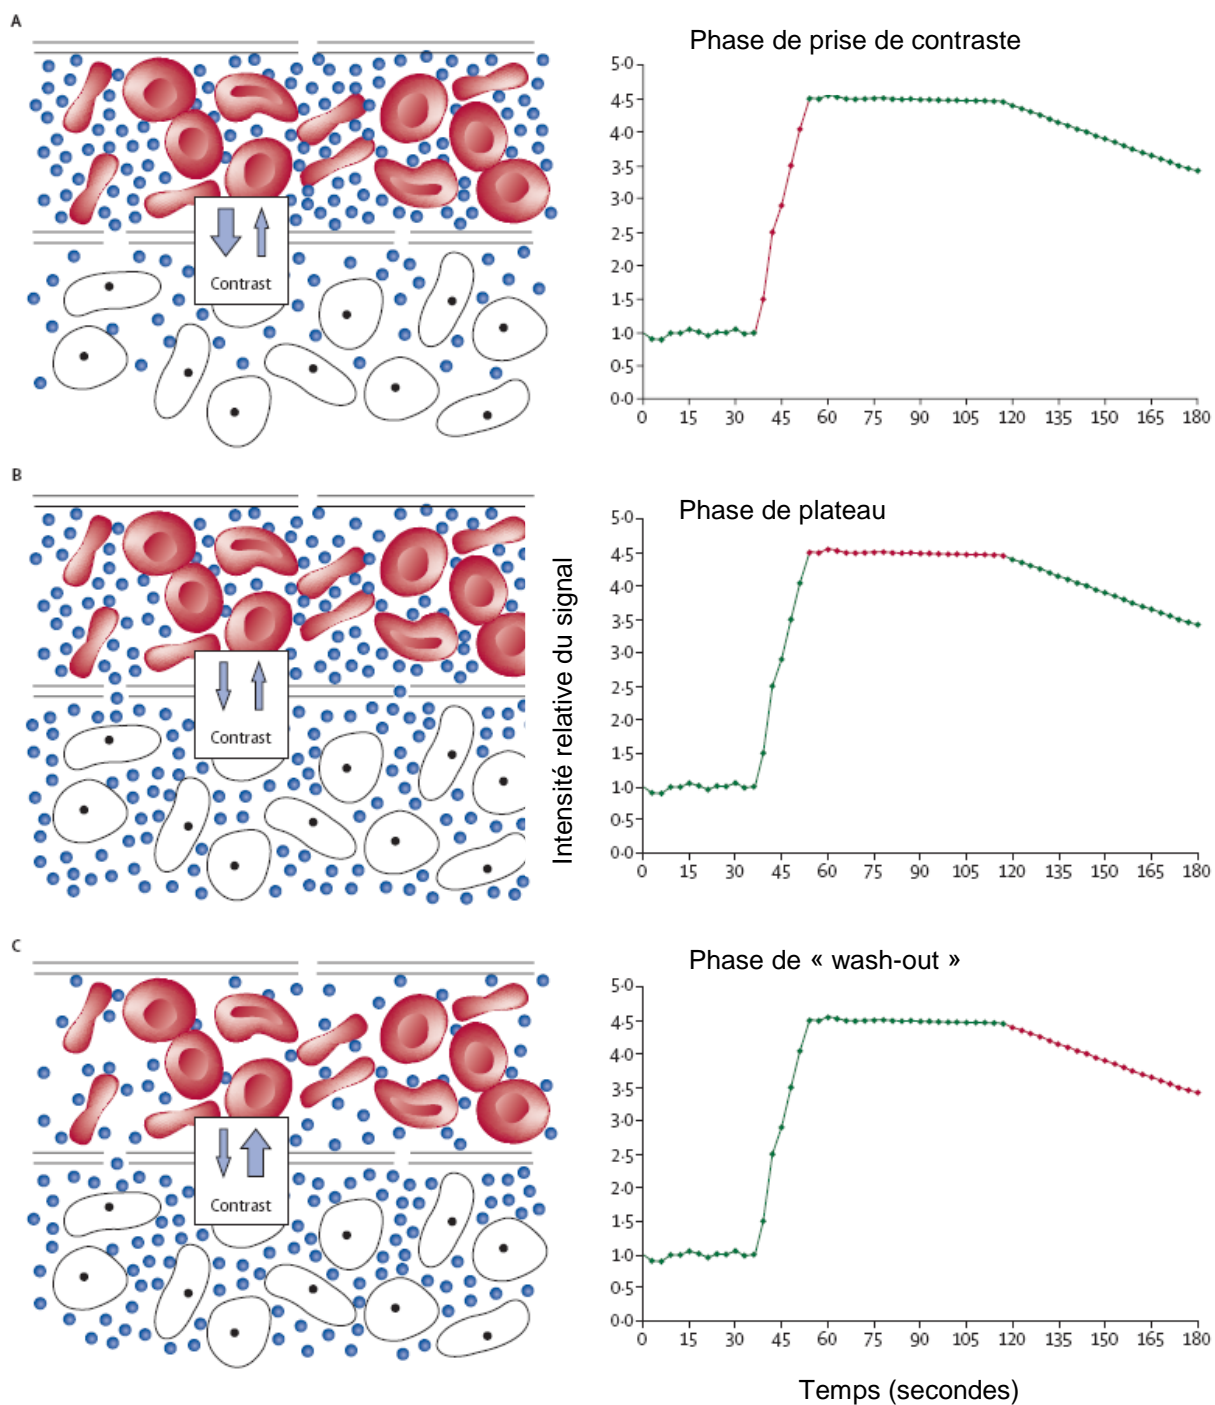 A
Phase de prise de contraste
5·0
4·5
4·0
3·5
3·0
2·5
2·0
1·5
1·0
0·5
0·0
0 15 30 45 60 75 90 105 120 135 150 165 180
Contrast
B
Phase de plateau
5·0
4·5
4·0
3·5
3·0
2·5
2·0
1·5
1·0
0·5
0·0
0 15 30 45 60 75 90 105 120 135 150 165 180
Contrast
Intensité relative du signal
C
Phase de « wash-out »
5·0
4·5
4·0
3·5
3·0
2·5
2·0
1·5
1·0
0·5
0·0
0 15 30 45 60 75 90 105 120 135 150 165 180
Contrast
Temps (secondes)